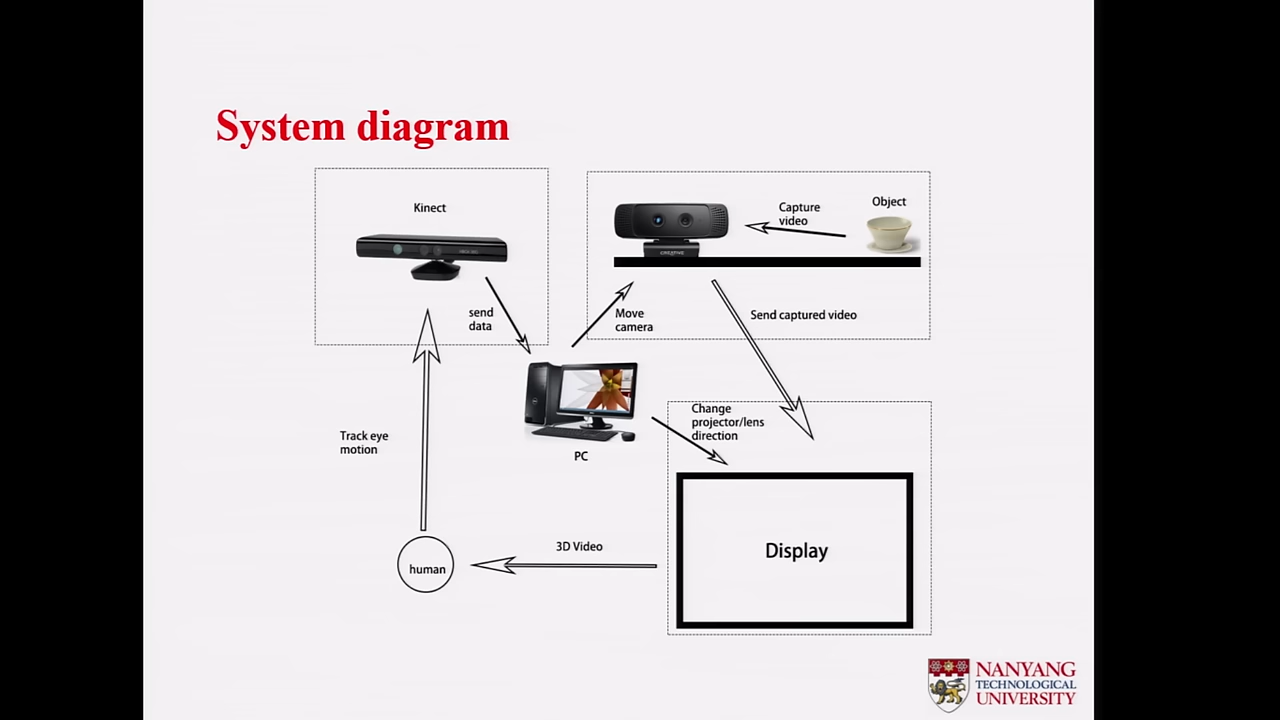 System diagram
Kinect
Capture
video
Object
send
data
Move
camera
Send captured video
Change
projector/lens
direction
PC
Track eye
motion
3D Video
human
Display
CREATIVE
NANYANG
TECHNOLOGICAL
UNIVERSITY